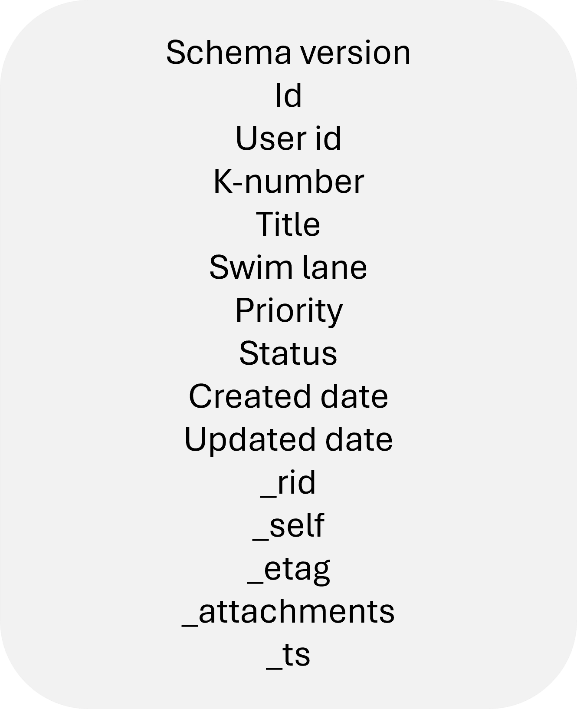 Schema version
Id
User id
K-number
Title
Swim lane
Priority
Status
Created date
Updated date
_rid
_self
_etag
_attachments
_ts